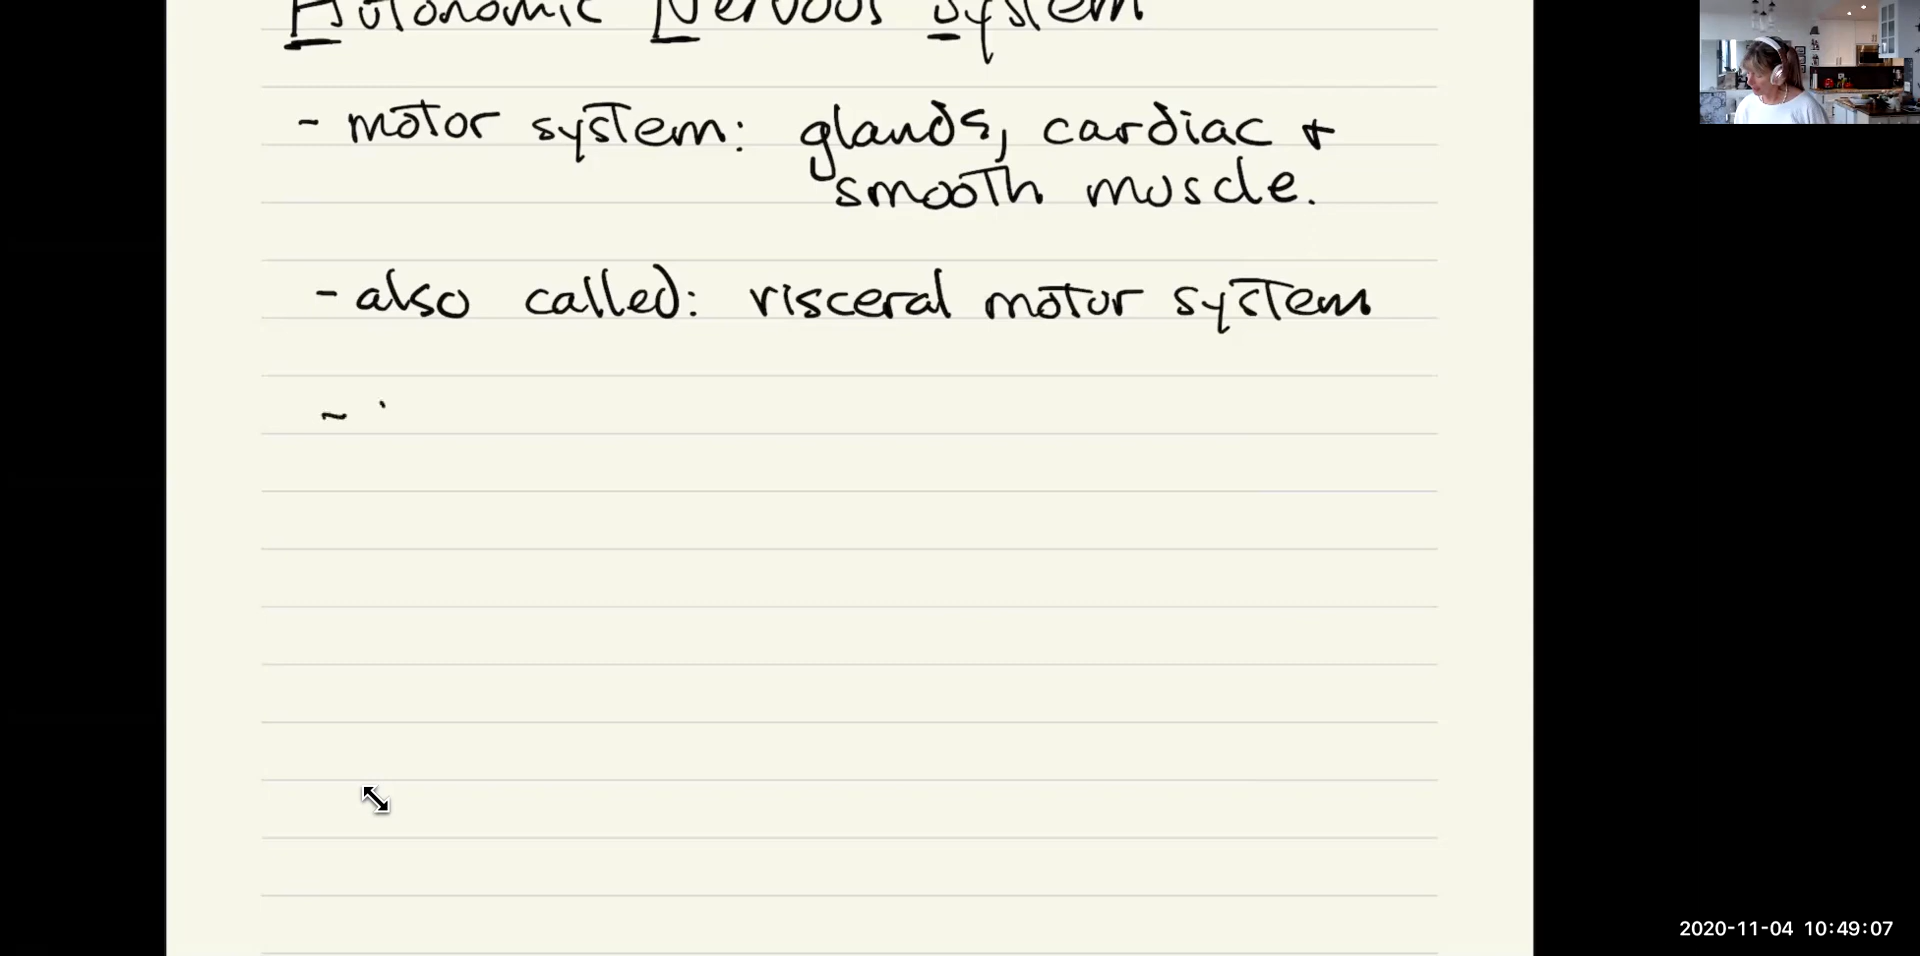 Autonomic Nervous System
- motor system: glands, cardiac +
smooth muscle.
- also called: visceral motor system
-
2020-11-04 10:49:07